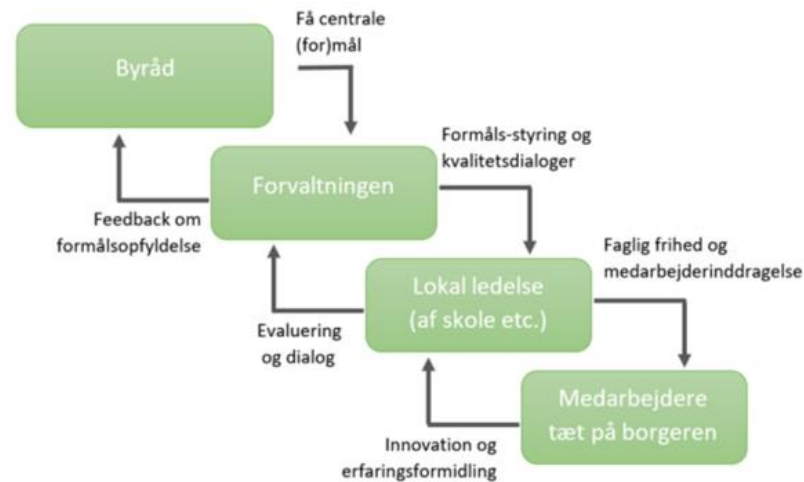 Få centrale
(for)mål
Byråd
Formåls-styring og
kvalitetsdialoger
Forvaltningen
Feedback om
formålsopfyldelse
Faglig frihed og
medarbejderinddragelse
Lokal ledelse
(af skole etc.)
Evaluering
og dialog
Medarbejdere
tæt på borgeren
Innovation og
erfaringsformidling